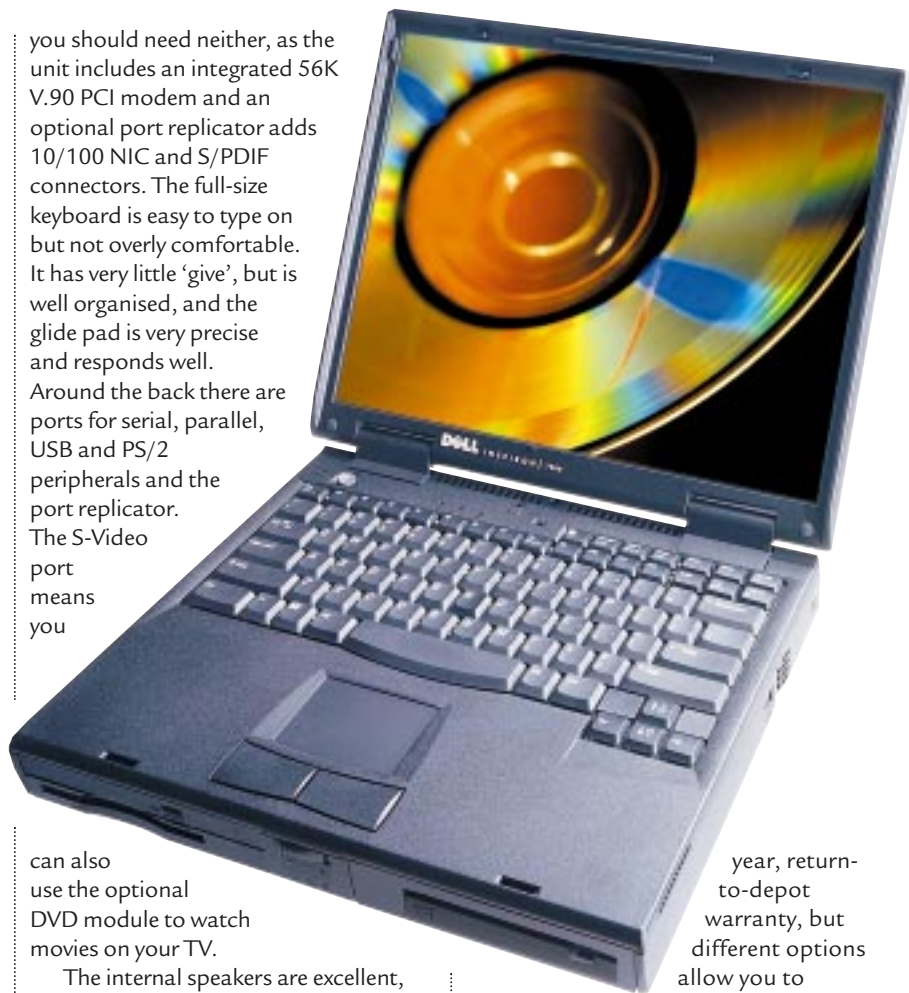 you should need neither, as the
unit includes an integrated 56K
V.90 PCI modem and an
optional port replicator adds
10/100 NIC and S/PDIF
connectors. The full-size
keyboard is easy to type on
but not overly comfortable.
It has very little ‘give’, but is
well organised, and the
glide pad is very precise
and responds well.
Around the back there are
ports for serial, parallel,
USB and PS/2
peripherals and the
port replicator.
The S-Video
port
means
you
can also
use the optional
DVD module to watch
movies on your TV.
The internal speakers are excellent,
DELL INSPIRON
year, return-
to-depot
warranty, but
different options
allow you to